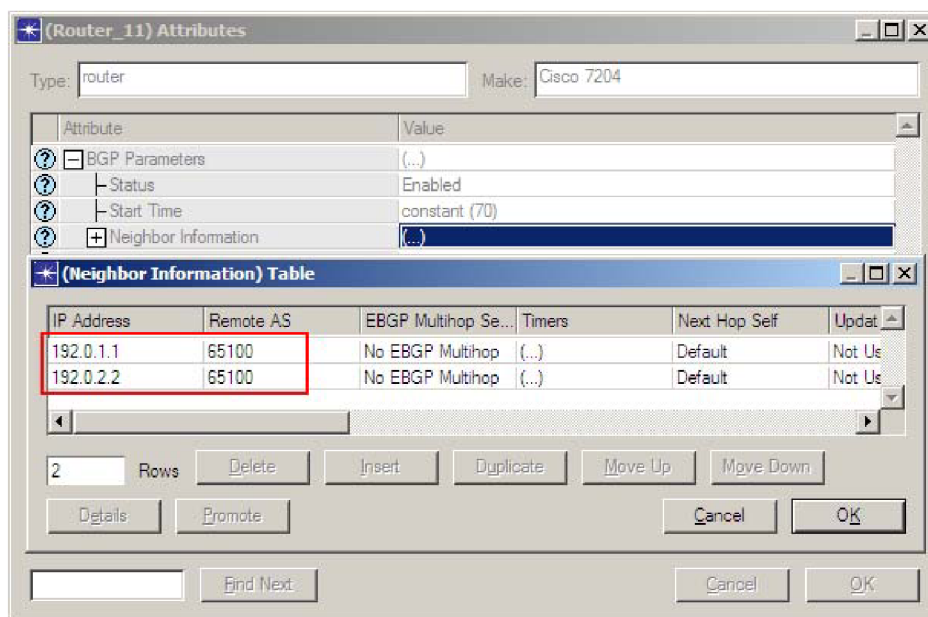 (Router_11) Attributes
Type: router Make: Cisco 7204
Attribute Value
BGP Parameters (...)
Status Enabled
Start Time constant (70)
Neighbor Information (...)
(Neighbor Information) Table
IP Address Remote AS EBGP Multihop Se... Timers Next Hop Self Updat
192.0.1.1 65100 No EBGP Multihop (...) Default Not Us
192.0.2.2 65100 No EBGP Multihop (...) Default Not Us
2 Rows Delete Insert Duplicate Move Up Move Down
Details Promote Cancel OK
Find Next Cancel OK